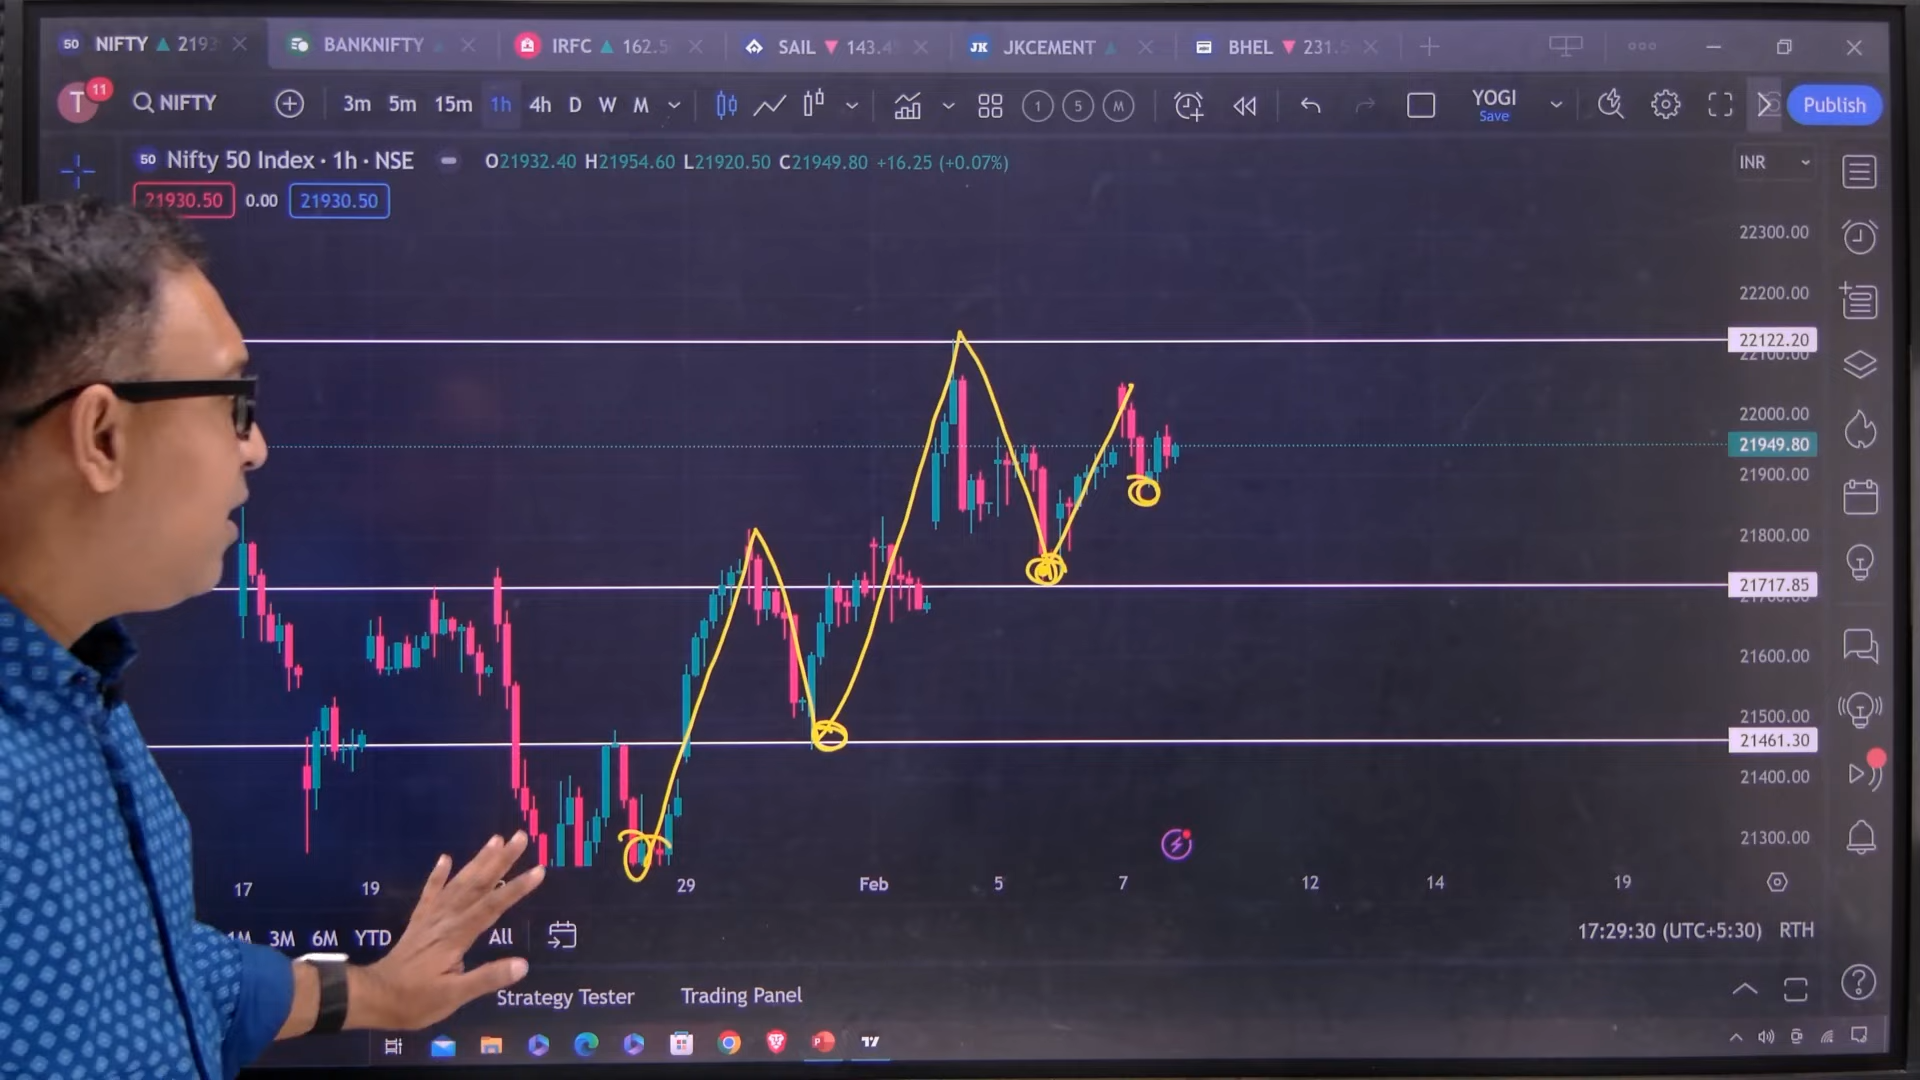 50 NIFTY 2193 BANKNIFTY IRFC 162.5 SAIL 143.4 JK JKCEMENT BHEL 231.5
T 11 NIFTY 3m 5m 15m 1h 4h D W M 1 5 M YOGI Save Publish
50 Nifty 50 Index · 1h · NSE O21932.40 H21954.60 L21920.50 C21949.80 +16.25 (+0.07%) INR
21930.50 0.00 21930.50
22300.00
22200.00
22122.20
22100.00
22000.00
21949.80
21900.00
21800.00
21717.85
21600.00
21500.00
21461.30
21400.00
21300.00
17 19 29 Feb 5 7 12 14 19
1M 3M 6M YTD All 17:29:30 (UTC+5:30) RTH
Strategy Tester Trading Panel